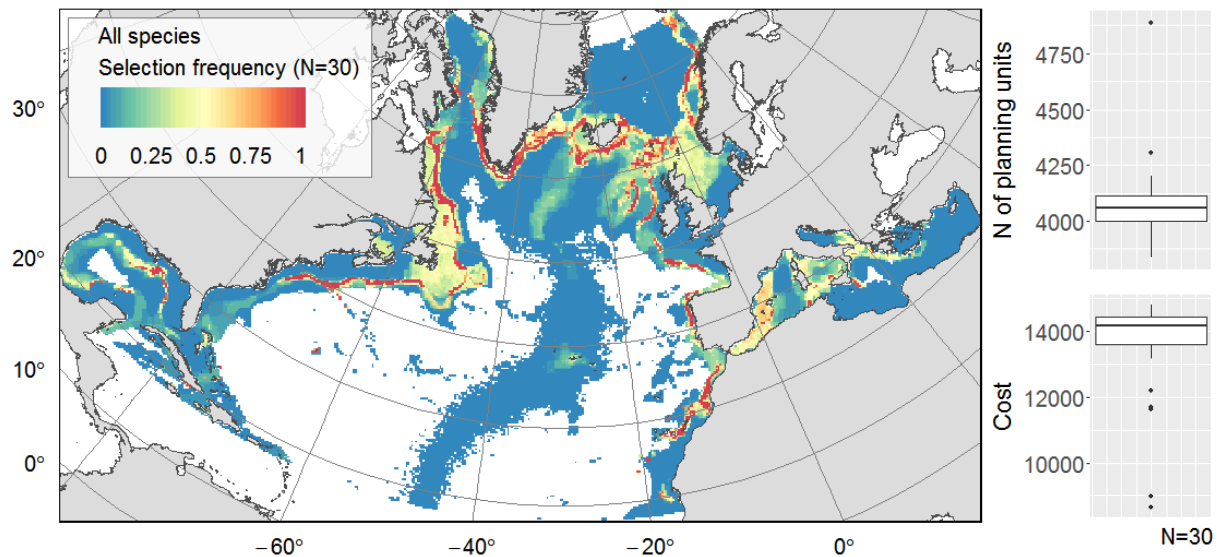 All species
Selection frequency (N=30)
0 0.25 0.5 0.75 1
30°
20°
10°
0°
−60° −40° −20° 0°
N of planning units
4750
4500
4250
4000
Cost
14000
12000
10000
N=30